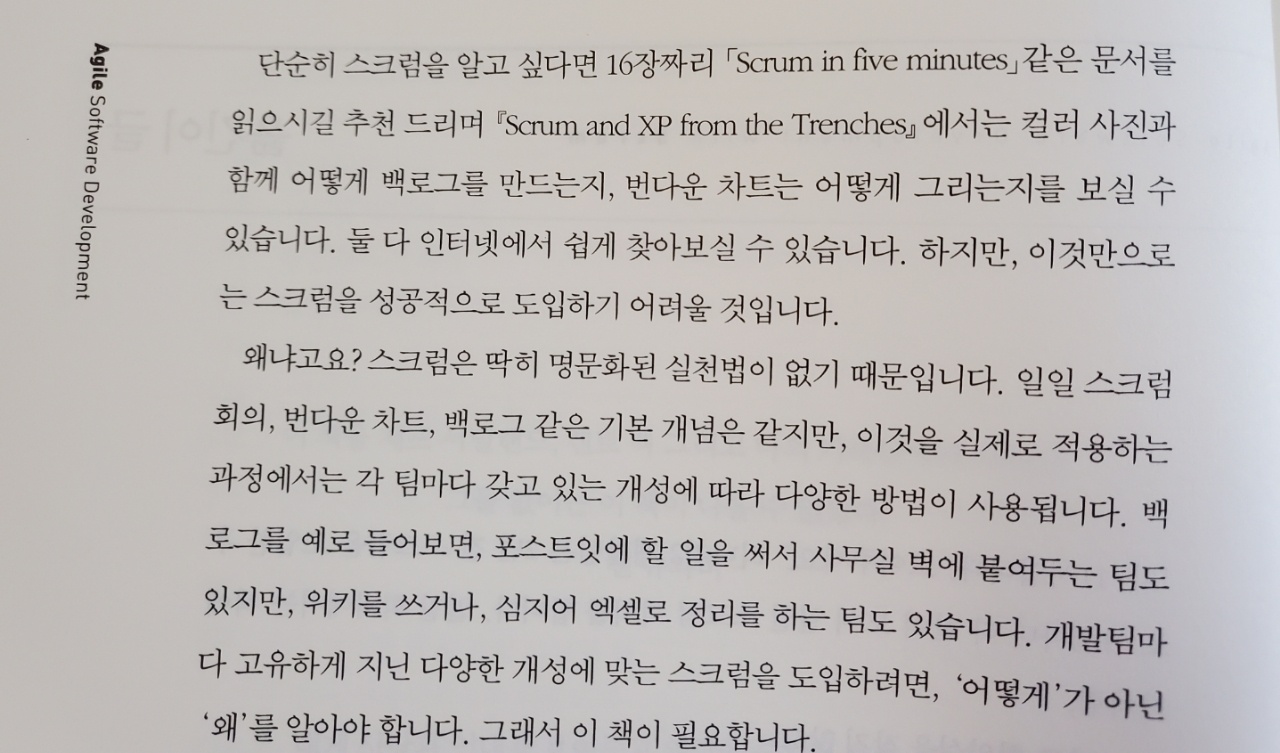 Agile Software Development
단순히 스크럼을 알고 싶다면 16장짜리 「Scrum in five minutes」같은 문서를
읽으시길 추천 드리며 『Scrum and XP from the Trenches』에서는 컬러 사진과
함께 어떻게 백로그를 만드는지, 번다운 차트는 어떻게 그리는지를 보실 수
있습니다. 둘 다 인터넷에서 쉽게 찾아보실 수 있습니다. 하지만, 이것만으로
는 스크럼을 성공적으로 도입하기 어려울 것입니다.
왜냐고요? 스크럼은 딱히 명문화된 실천법이 없기 때문입니다. 일일 스크럼
회의, 번다운 차트, 백로그 같은 기본 개념은 같지만, 이것을 실제로 적용하는
과정에서는 각 팀마다 갖고 있는 개성에 따라 다양한 방법이 사용됩니다. 백
로그를 예로 들어보면, 포스트잇에 할 일을 써서 사무실 벽에 붙여두는 팀도
있지만, 위키를 쓰거나, 심지어 엑셀로 정리를 하는 팀도 있습니다. 개발팀마
다 고유하게 지닌 다양한 개성에 맞는 스크럼을 도입하려면, ‘어떻게’가 아닌
‘왜’를 알아야 합니다. 그래서 이 책이 필요합니다.